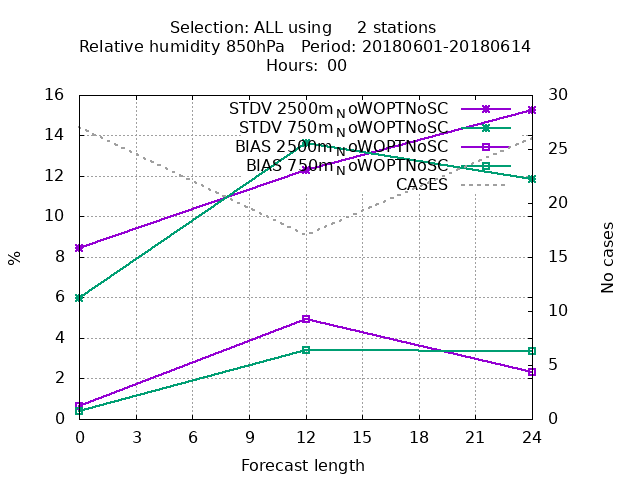 Selection: ALL using     2 stations
Relative humidity 850hPa   Period: 20180601-20180614
Hours:  00
16
14
12
10
8
6
4
2
0
%
STDV 2500m_NoWOPTNoSC
STDV 750m_NoWOPTNoSC
BIAS 2500m_NoWOPTNoSC
BIAS 750m_NoWOPTNoSC
CASES
30
25
20
15
10
5
0
No cases
0 3 6 9 12 15 18 21 24
Forecast length